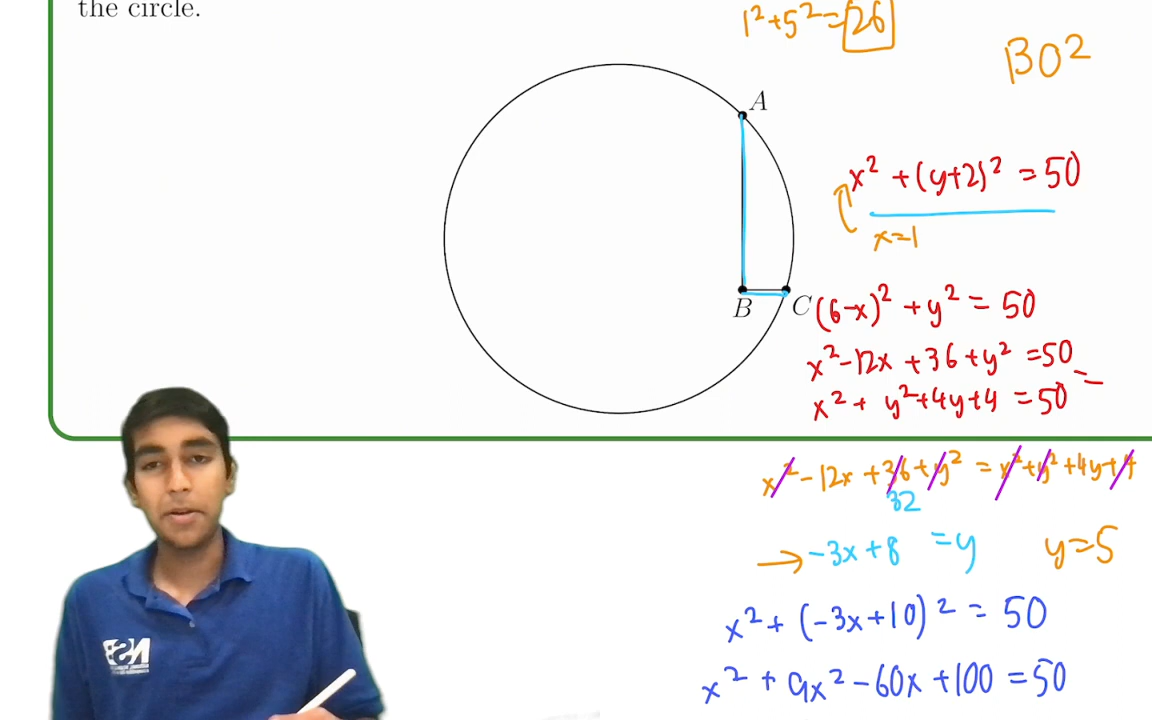 the circle.
1²+5²=26
BO²
A
x²+(y+2)²=50
x=1
B
C
(6-x)²+y²=50
x²-12x+36+y²=50
=
x²+y²+4y+4=50
x²-12x+36+y²=x²+y²+4y+4
32
→-3x+8=y
y=5
x²+(-3x+10)²=50
x²+9x²-60x+100=50